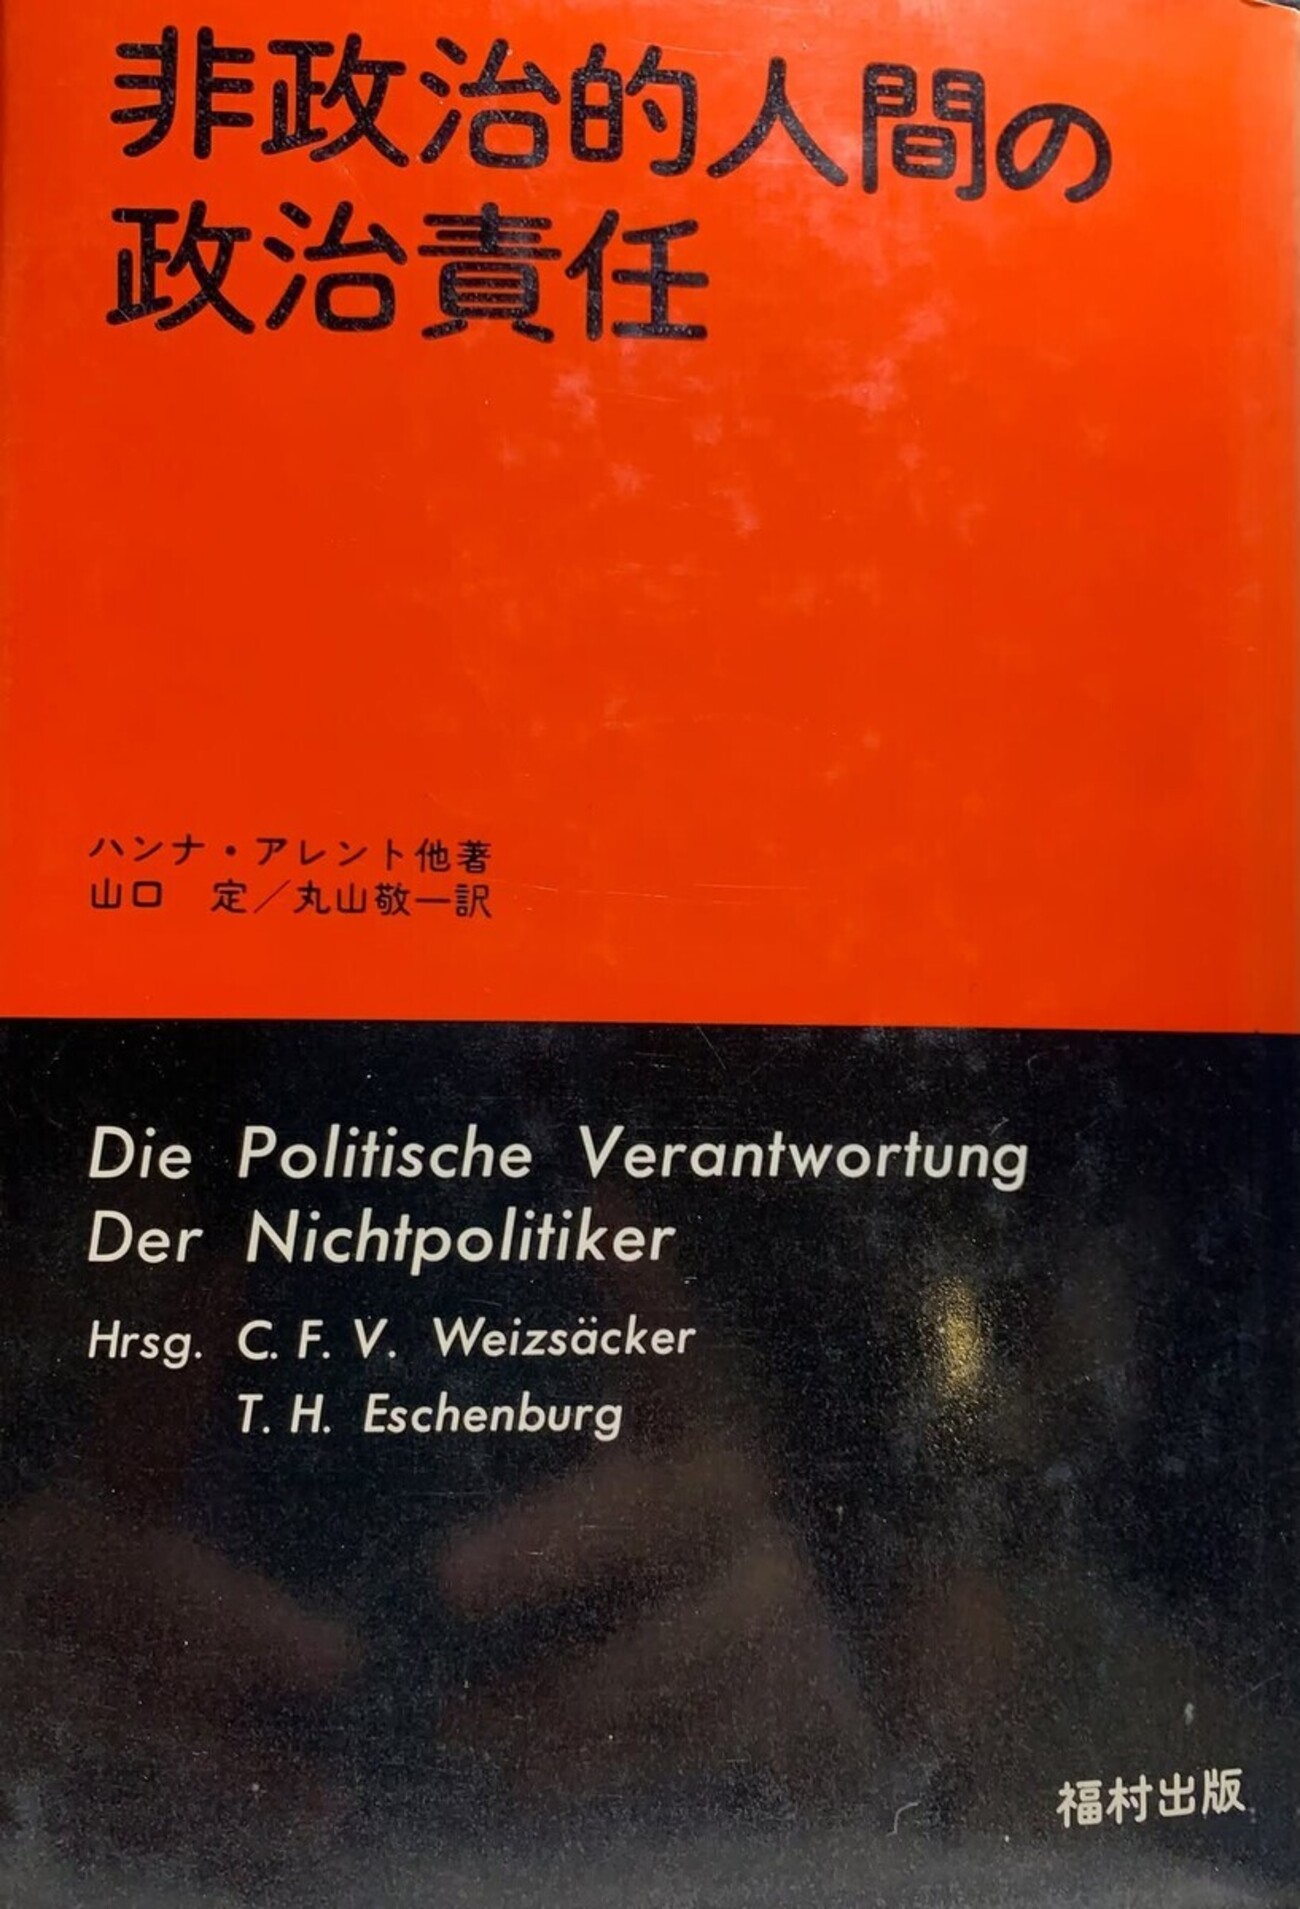 非政治的人間の
政治責任
ハンナ・アレント他著
山口　定／丸山敬一訳
Die Politische Verantwortung
Der Nichtpolitiker
Hrsg. C. F. V. Weizsäcker
T. H. Eschenburg
福村出版